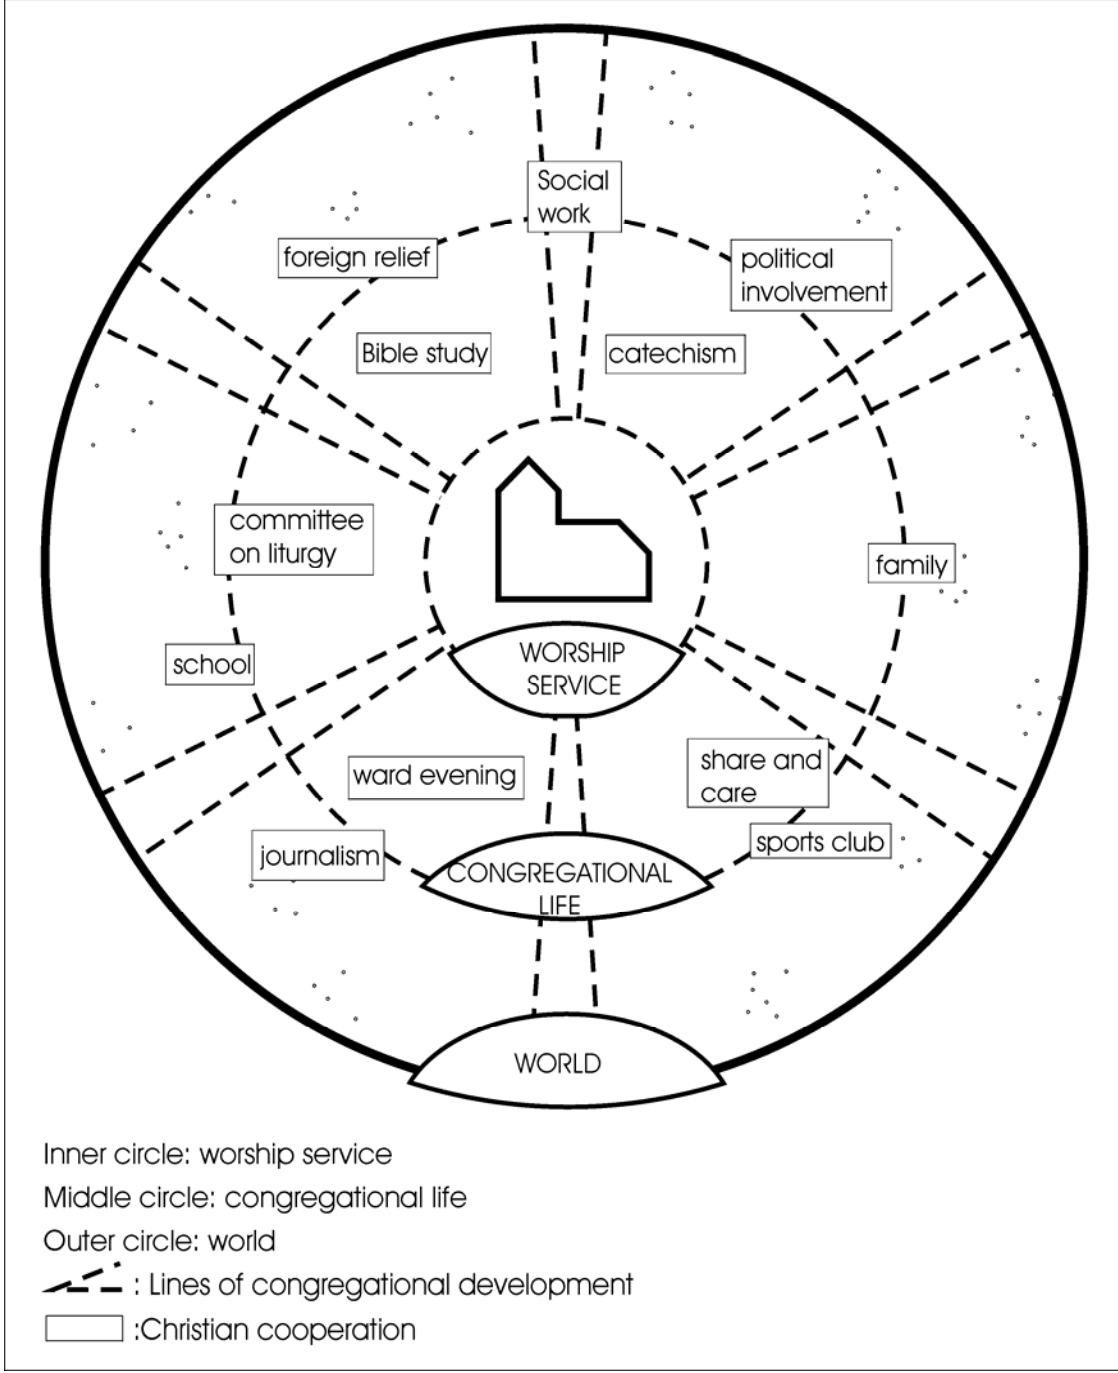 Social
work
foreign relief
political
involvement
Bible study
catechism
committee
on liturgy
family
school
WORSHIP
SERVICE
ward evening
share and
care
sports club
journalism
CONGREGATIONAL
LIFE
WORLD
Inner circle: worship service
Middle circle: congregational life
Outer circle: world
: Lines of congregational development
:Christian cooperation